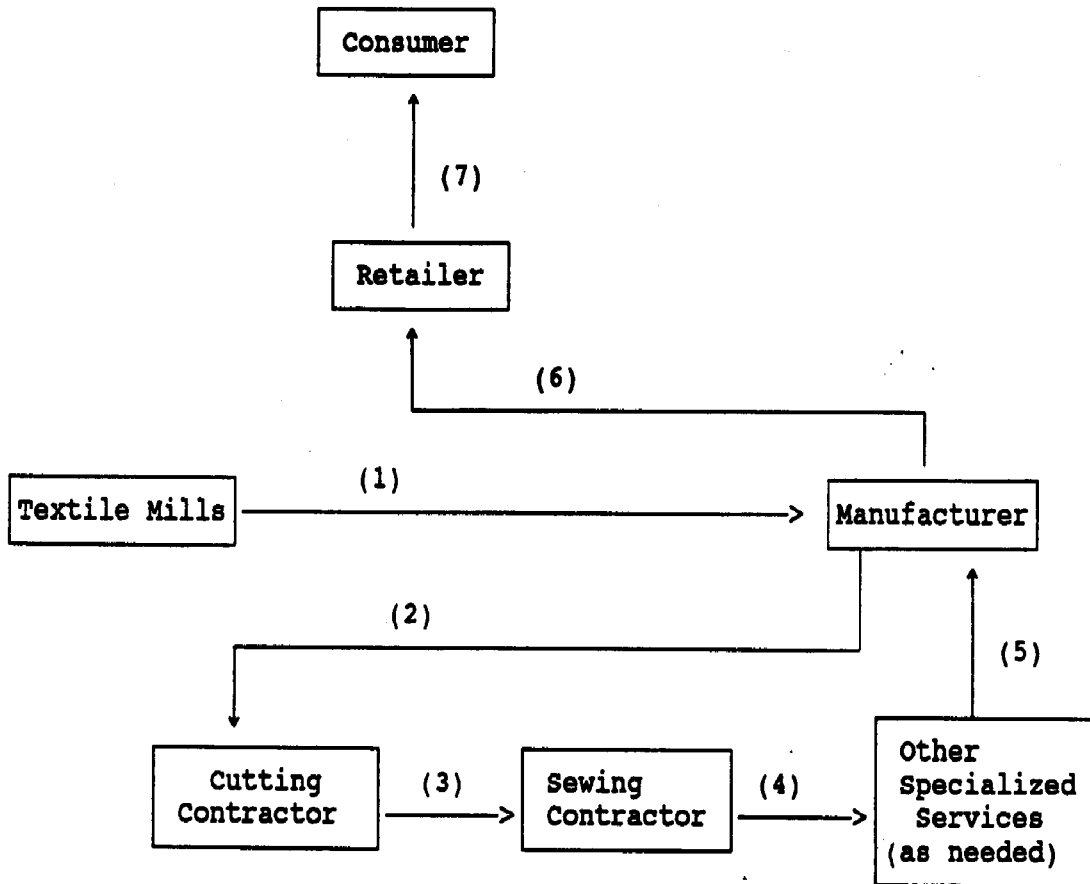 Consumer
(7)
Retailer
(6)
(1)
Textile Mills
Manufacturer
(2)
(5)
Cutting
Contractor
(3)
Sewing
Contractor
(4)
Other
Specialized
Services
(as needed)